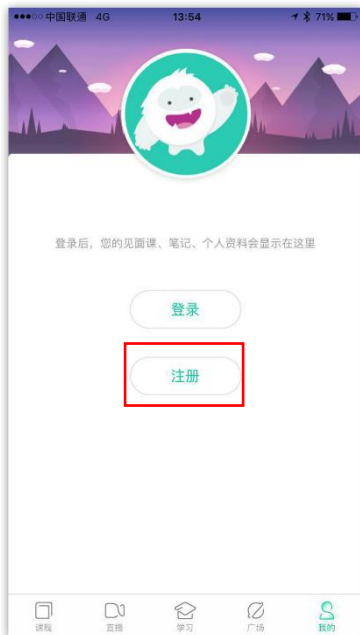 中国联通 4G 13:54 71%
登录后，您的见面课、笔记、个人资料会显示在这里
登录
注册
课程 直播 学习 广场 我的